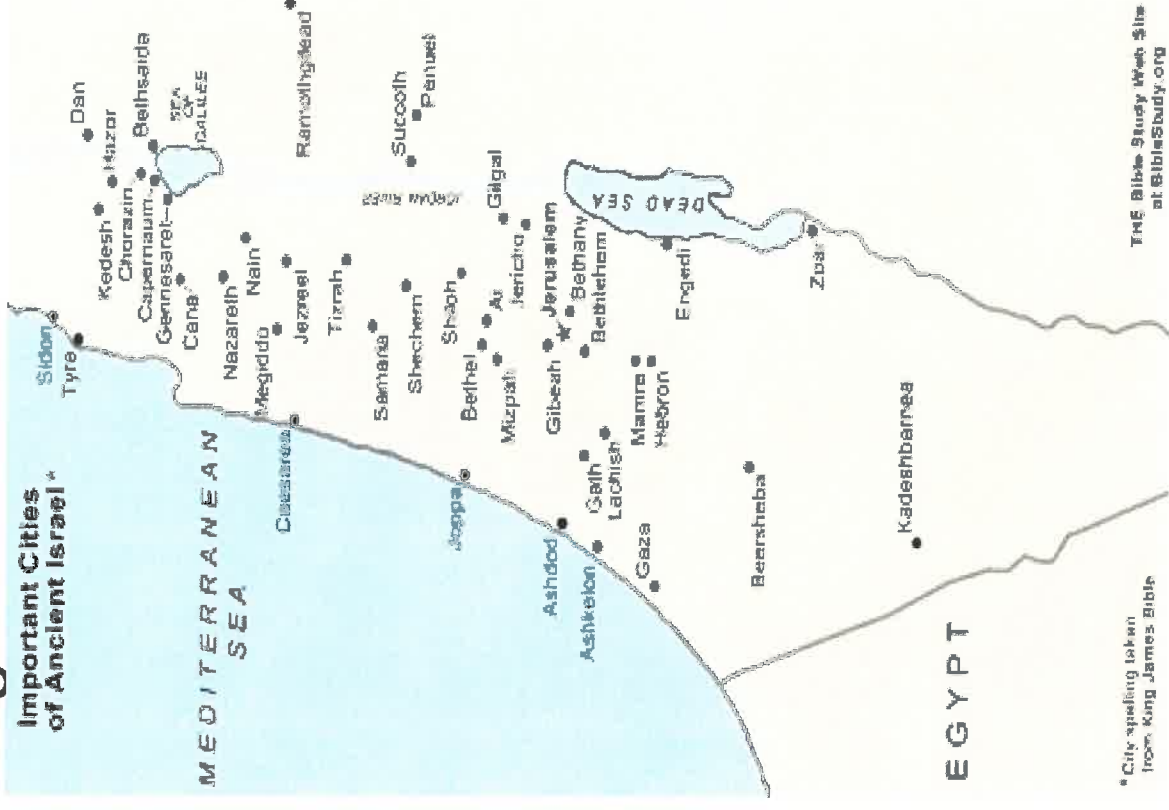 Important Cities
of Ancient Israel *
MEDITERRANEAN
SEA
Sidon
Tyre
Dan
Kedesh
Hazor
Chorazin
Bethsaida
Capernaum
Gennesaret
SEA
OF
GALILEE
Cana
Nazareth
Nain
Megiddo
Jezreel
Ramothgilead
Caesarea
Tizrah
Samaria
Shechem
Succoth
Penuel
JORDAN RIVER
Shiloh
Joppa
Bethel
Ai
Gilgal
Mizpah
Jericho
Gibeah
Jerusalem
Bethany
Bethlehem
Ashdod
Ashkelon
Gath
Lachish
Mamre
Hebron
Engedi
DEAD SEA
Gaza
Beersheba
Zoar
Kadeshbarnea
EGYPT
*City spelling taken
from King James Bible
THE Bible Study Web Site
at BibleStudy.org